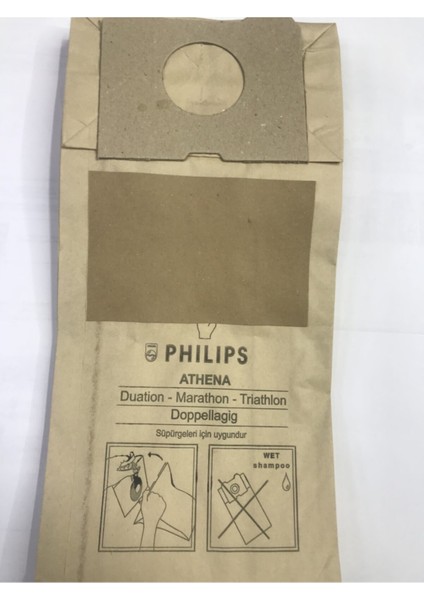 PHILIPS
ATHENA
Duation - Marathon - Triathlon
Doppellagig
Süpürgeleri için uygundur
WET
shampoo